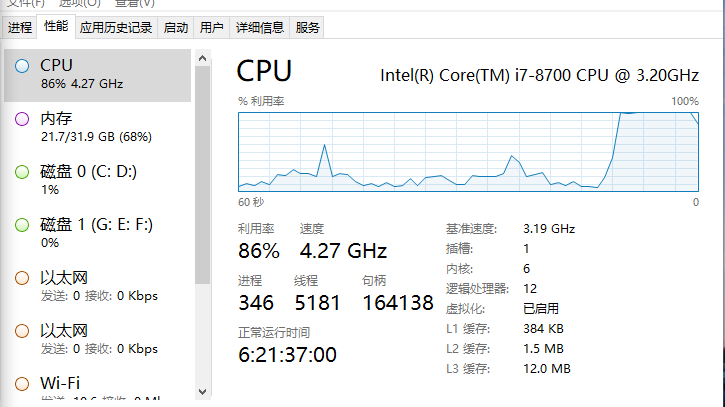 文件(F) 选项(O) 查看(V)
进程 性能 应用历史记录 启动 用户 详细信息 服务
CPU
86% 4.27 GHz
内存
21.7/31.9 GB (68%)
磁盘 0 (C: D:)
1%
磁盘 1 (G: E: F:)
0%
以太网
发送: 0 接收: 0 Kbps
以太网
发送: 0 接收: 0 Kbps
Wi-Fi
CPU
Intel(R) Core(TM) i7-8700 CPU @ 3.20GHz
% 利用率 100%
60 秒 0
利用率 速度
86% 4.27 GHz
进程 线程 句柄
346 5181 164138
正常运行时间
6:21:37:00
基准速度: 3.19 GHz
插槽: 1
内核: 6
逻辑处理器: 12
虚拟化: 已启用
L1 缓存: 384 KB
L2 缓存: 1.5 MB
L3 缓存: 12.0 MB